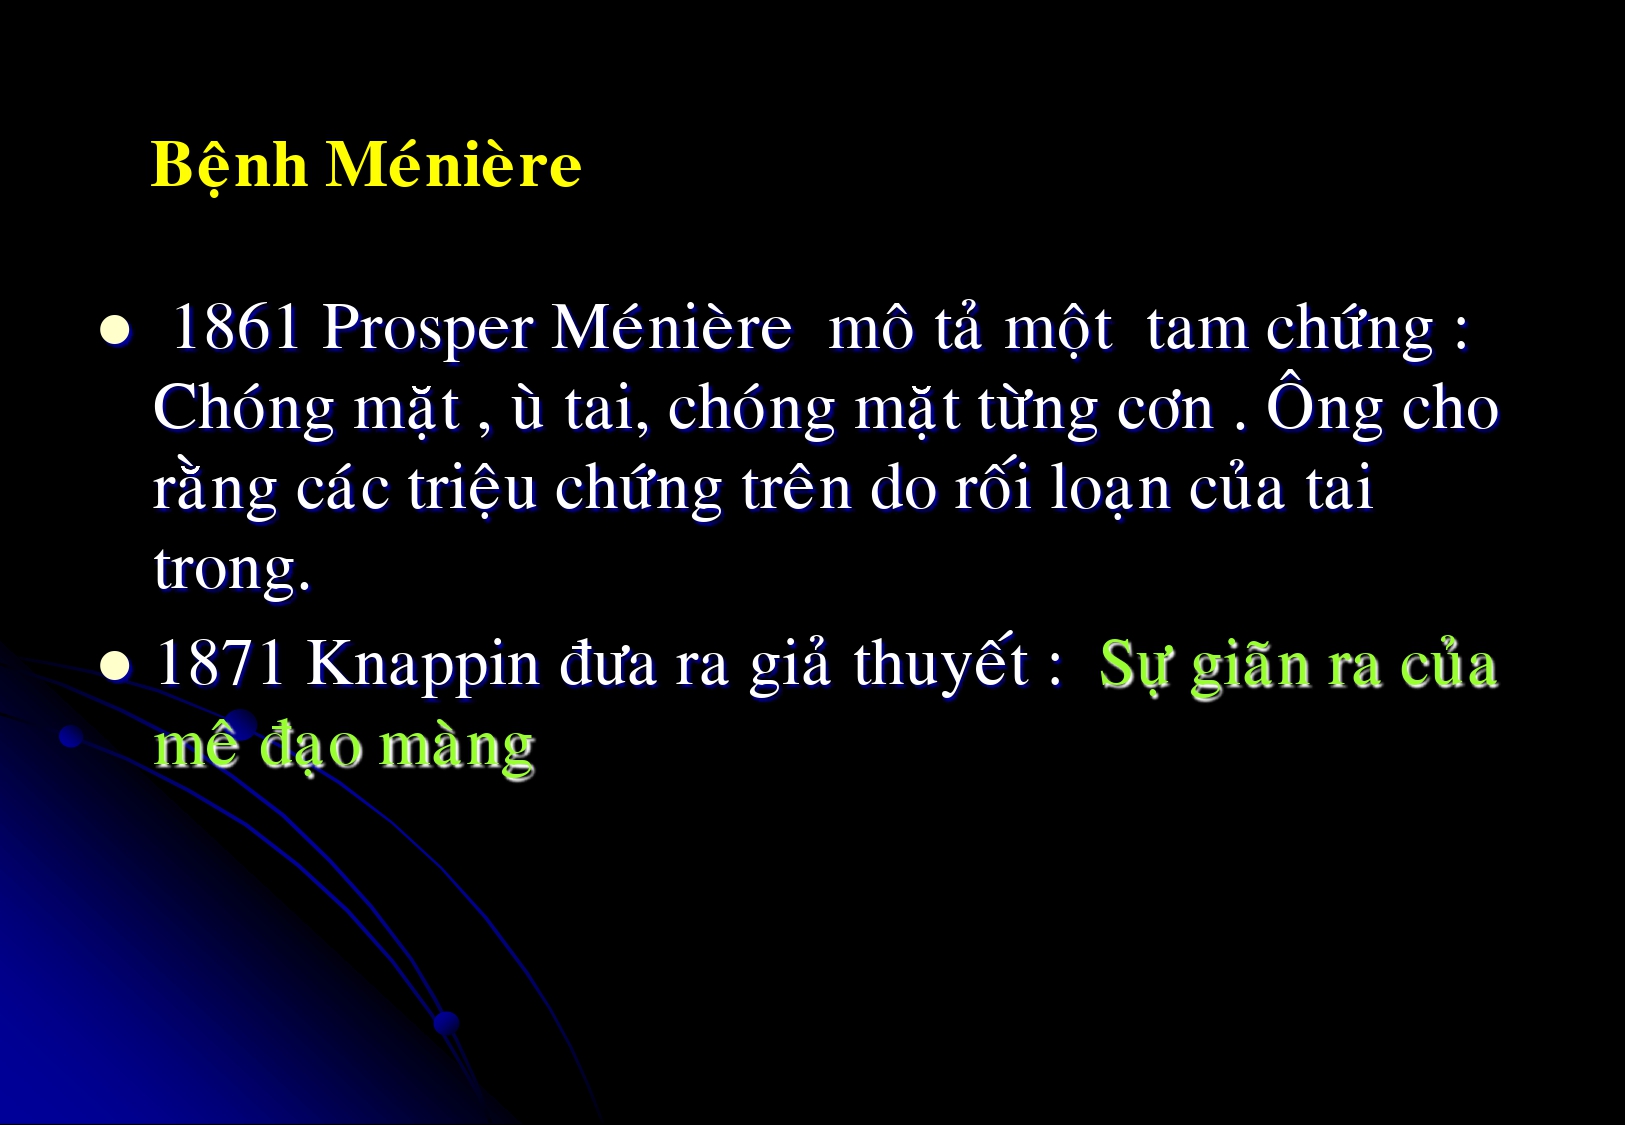 Bệnh Ménière
1861 Prosper Ménière mô tả một tam chứng :
Chóng mặt , ù tai, chóng mặt từng cơn . Ông cho
rằng các triệu chứng trên do rối loạn của tai
trong.
1871 Knappin đưa ra giả thuyết : Sự giãn ra của
mê đạo màng